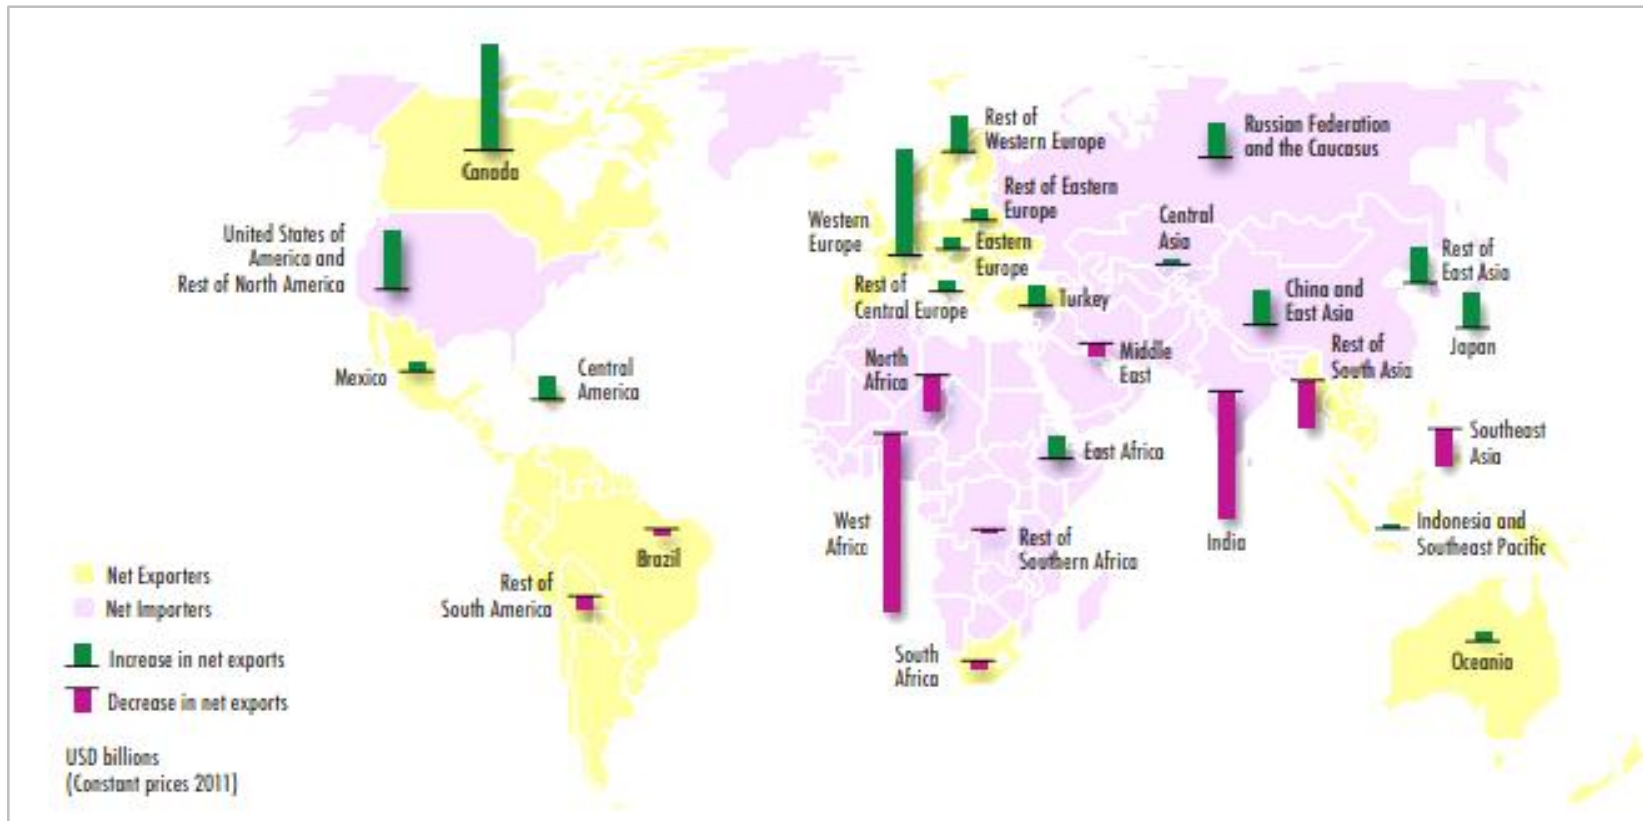 Canada
United States of
America and
Rest of North America
Mexico
Central
America
Brazil
Rest of
South America
Rest of
Western Europe
Western
Europe
Rest of Eastern
Europe
Eastern
Europe
Rest of
Central Europe
Turkey
Russian Federation
and the Caucasus
Central
Asia
China and
East Asia
Rest of
East Asia
Japan
Middle
East
North
Africa
Rest of
South Asia
East Africa
Southeast
Asia
West
Africa
Rest of
Southern Africa
India
Indonesia and
Southeast Pacific
South
Africa
Oceania
Net Exporters
Net Importers
Increase in net exports
Decrease in net exports
USD billions
(Constant prices 2011)